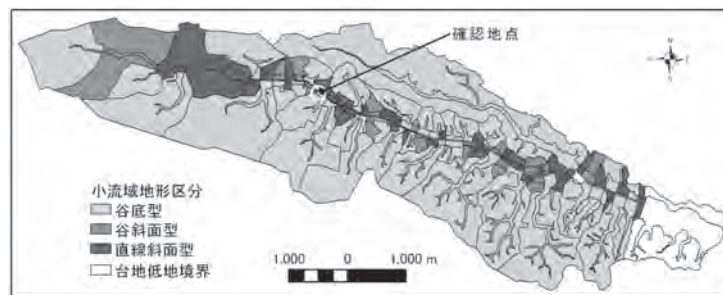 確認地点
小流域地形区分
谷底型
谷斜面型
直線斜面型
台地低地境界
1,000 0 1,000 m